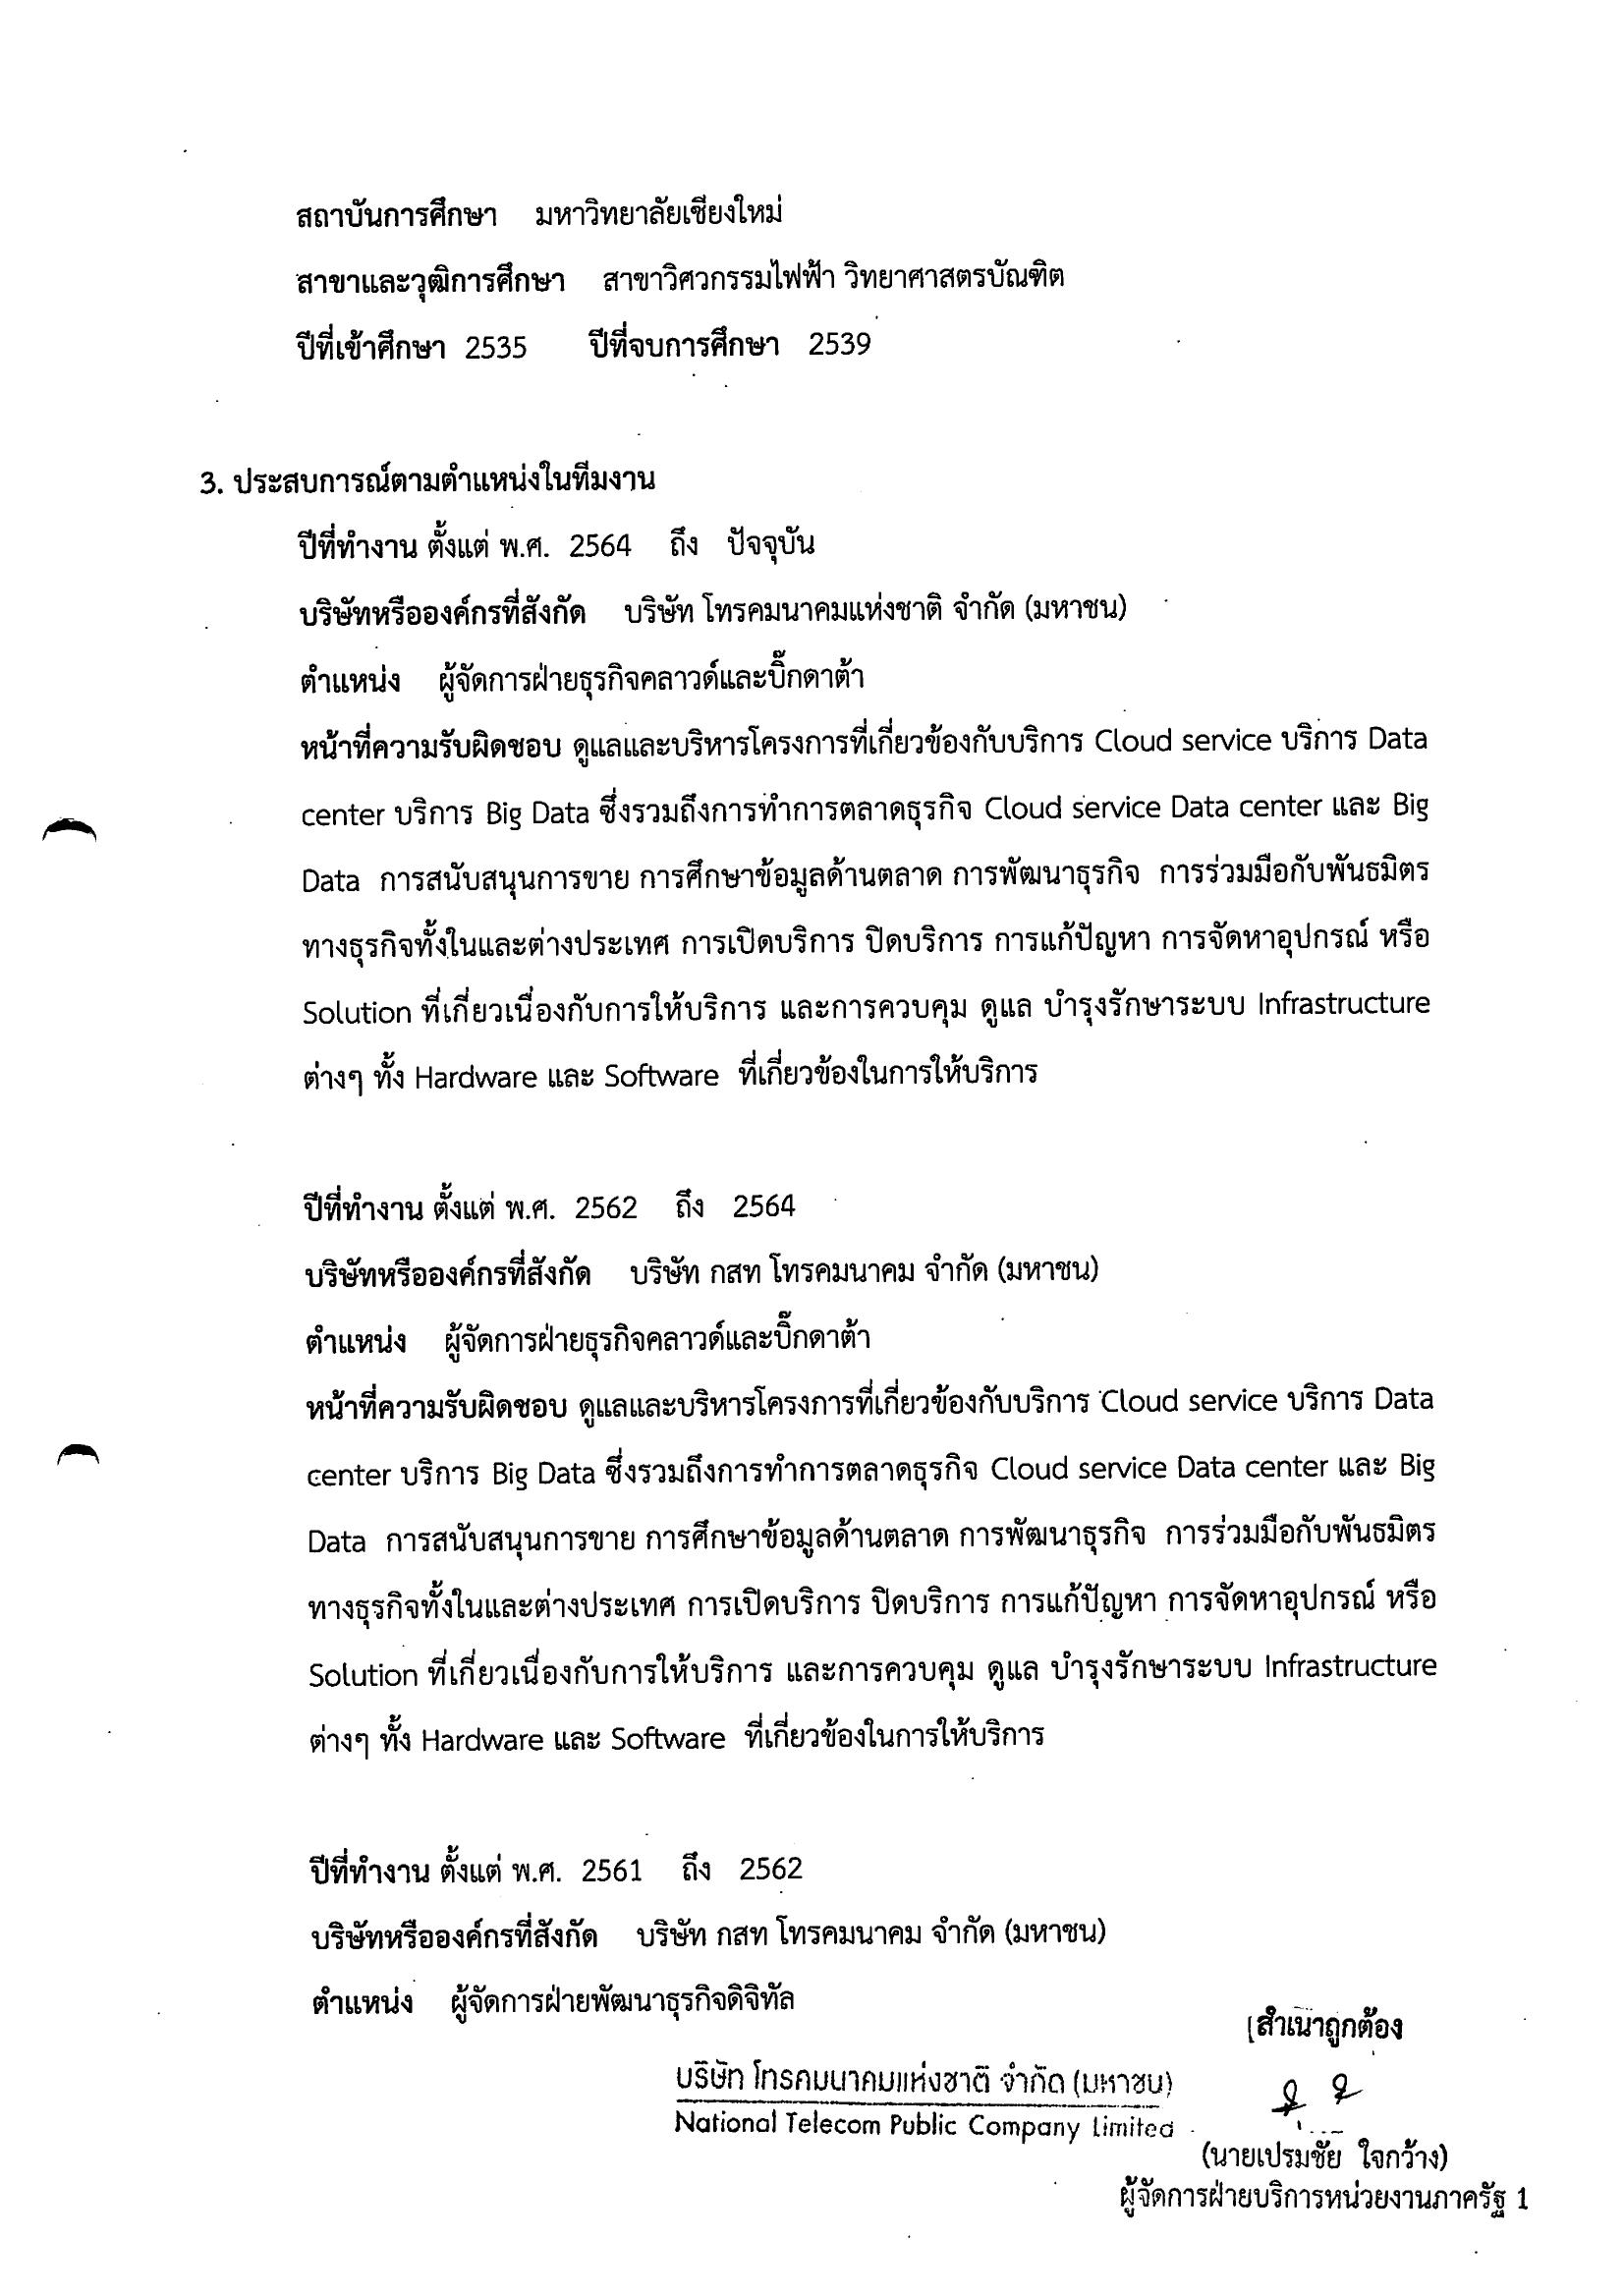 สถาบันการศึกษา มหาวิทยาลัยเชียงใหม่
สาขาและวุฒิการศึกษา สาขาวิศวกรรมไฟฟ้า วิทยาศาสตรบัณฑิต
ปีที่เข้าศึกษา 2535 ปีที่จบการศึกษา 2539
3. ประสบการณ์ตามตำแหน่งในทีมงาน
ปีที่ทำงาน ตั้งแต่ พ.ศ. 2564 ถึง ปัจจุบัน
บริษัทหรือองค์กรที่สังกัด บริษัท โทรคมนาคมแห่งชาติ จำกัด (มหาชน)
ตำแหน่ง ผู้จัดการฝ่ายธุรกิจคลาวด์และบิ๊กดาต้า
หน้าที่ความรับผิดชอบ ดูแลและบริหารโครงการที่เกี่ยวข้องกับบริการ Cloud service บริการ Data
center บริการ Big Data ซึ่งรวมถึงการทำการตลาดธุรกิจ Cloud service Data center และ Big
Data การสนับสนุนการขาย การศึกษาข้อมูลด้านตลาด การพัฒนาธุรกิจ การร่วมมือกับพันธมิตร
ทางธุรกิจทั้งในและต่างประเทศ การเปิดบริการ ปิดบริการ การแก้ปัญหา การจัดหาอุปกรณ์ หรือ
Solution ที่เกี่ยวเนื่องกับการให้บริการ และการควบคุม ดูแล บำรุงรักษาระบบ Infrastructure
ต่างๆ ทั้ง Hardware และ Software ที่เกี่ยวข้องในการให้บริการ
ปีที่ทำงาน ตั้งแต่ พ.ศ. 2562 ถึง 2564
บริษัทหรือองค์กรที่สังกัด บริษัท กสท โทรคมนาคม จำกัด (มหาชน)
ตำแหน่ง ผู้จัดการฝ่ายธุรกิจคลาวด์และบิ๊กดาต้า
หน้าที่ความรับผิดชอบ ดูแลและบริหารโครงการที่เกี่ยวข้องกับบริการ Cloud service บริการ Data
center บริการ Big Data ซึ่งรวมถึงการทำการตลาดธุรกิจ Cloud service Data center และ Big
Data การสนับสนุนการขาย การศึกษาข้อมูลด้านตลาด การพัฒนาธุรกิจ การร่วมมือกับพันธมิตร
ทางธุรกิจทั้งในและต่างประเทศ การเปิดบริการ ปิดบริการ การแก้ปัญหา การจัดหาอุปกรณ์ หรือ
Solution ที่เกี่ยวเนื่องกับการให้บริการ และการควบคุม ดูแล บำรุงรักษาระบบ Infrastructure
ต่างๆ ทั้ง Hardware และ Software ที่เกี่ยวข้องในการให้บริการ
ปีที่ทำงาน ตั้งแต่ พ.ศ. 2561 ถึง 2562
บริษัทหรือองค์กรที่สังกัด บริษัท กสท โทรคมนาคม จำกัด (มหาชน)
ตำแหน่ง ผู้จัดการฝ่ายพัฒนาธุรกิจดิจิทัล
สำเนาถูกต้อง
บริษัท โทรคมนาคมแห่งชาติ จำกัด (มหาชน)
National Telecom Public Company Limited
(นายเปรมชัย ใจกว้าง)
ผู้จัดการฝ่ายบริการหน่วยงานภาครัฐ 1